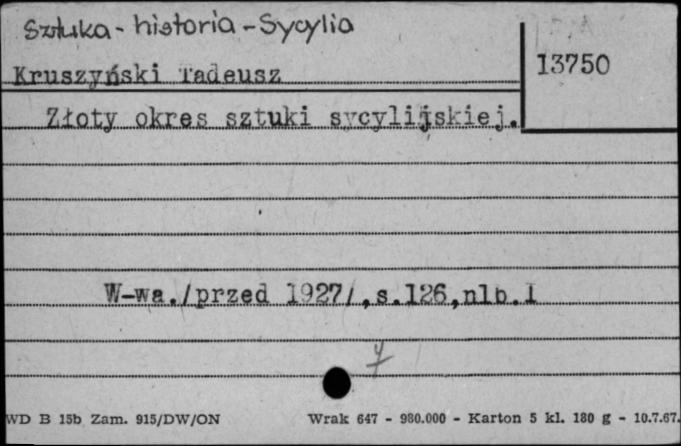 Sztuka - historia - Sycylia
13750
Kruszyński Tadeusz
Złoty okres sztuki sycylijskiej.
W-wa./przed 1927/,s.126,nlb.1
WD B 15b Zam. 915/DW/ON Wrak 647 - 980.000 - Karton 5 kl. 180 g - 10.7.67.